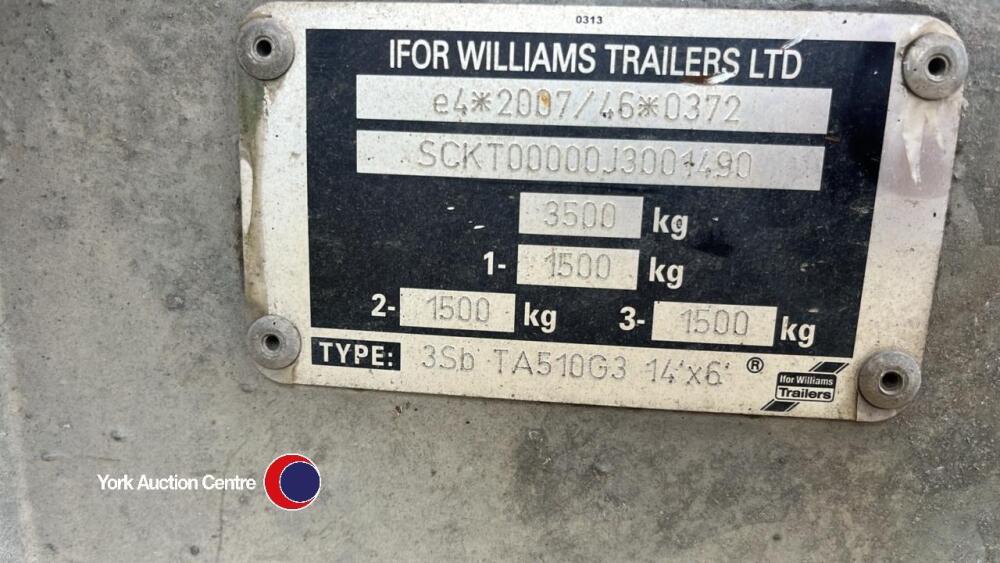 0313
IFOR WILLIAMS TRAILERS LTD
e4*2007/46*0372
SCKT00000J3001490
3500 kg
1- 1500 kg
2- 1500 kg 3- 1500 kg
TYPE: 3Sb TA510G3 14'x6' ®
Ifor Williams
Trailers
York Auction Centre